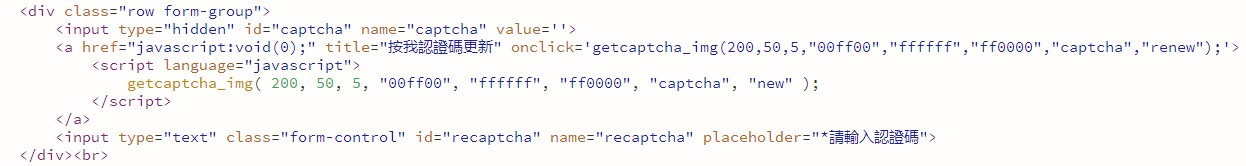 <div class="row form-group">
<input type="hidden" id="captcha" name="captcha" value=''>
<a href="javascript:void(0);" title="按我認證碼更新" onclick='getcaptcha_img(200,50,5,"00ff00","ffffff","ff0000","captcha","renew");'>
<script language="javascript">
getcaptcha_img( 200, 50, 5, "00ff00", "ffffff", "ff0000", "captcha", "new" );
</script>
</a>
<input type="text" class="form-control" id="recaptcha" name="recaptcha" placeholder="*請輸入認證碼">
</div><br>